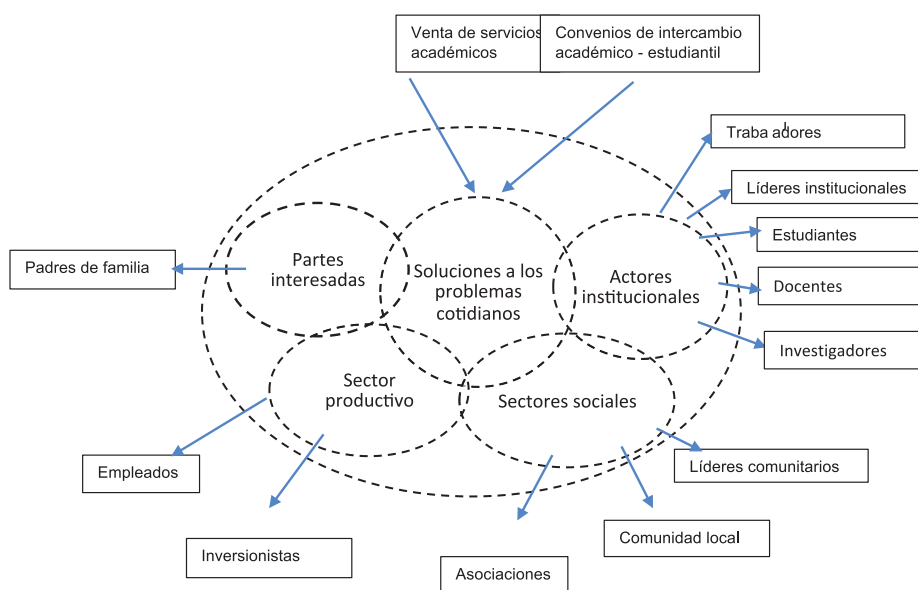 Venta de servicios
académicos
Convenios de intercambio
académico - estudiantil
Traba adores
Líderes institucionales
Estudiantes
Docentes
Investigadores
Padres de familia
Partes
interesadas
Soluciones a los
problemas
cotidianos
Actores
institucionales
Sector
productivo
Sectores sociales
Líderes comunitarios
Empleados
Comunidad local
Inversionistas
Asociaciones